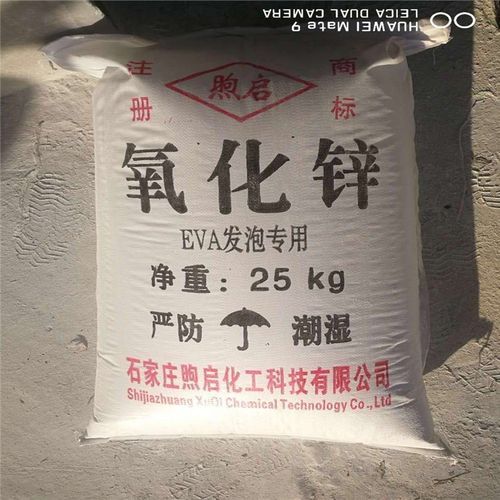 HUAWEI Mate 9
LEICA DUAL CAMERA
注册 商标
煦启
氧化锌
EVA发泡专用
净重：25 kg
严防 潮湿
石家庄煦启化工科技有限公司
Shijiazhuang XuQi Chemical Technology Co.,Ltd